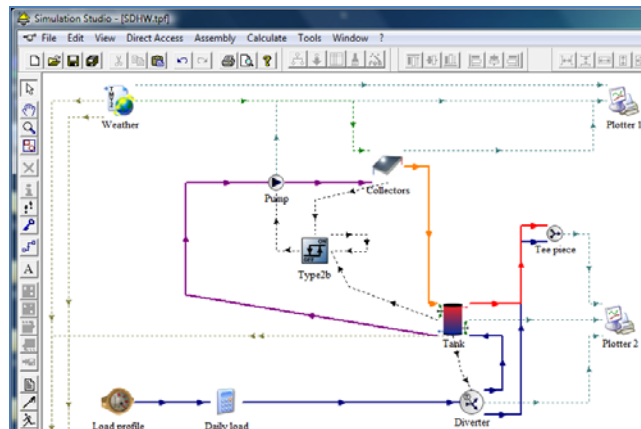 Simulation Studio - [SDHW.tpf]
File Edit View Direct Access Assembly Calculate Tools Window ?
Weather
Plotter 1
Collectors
Pump
Tee piece
Type2b
Tank
Plotter 2
Load profile
Daily load
Diverter